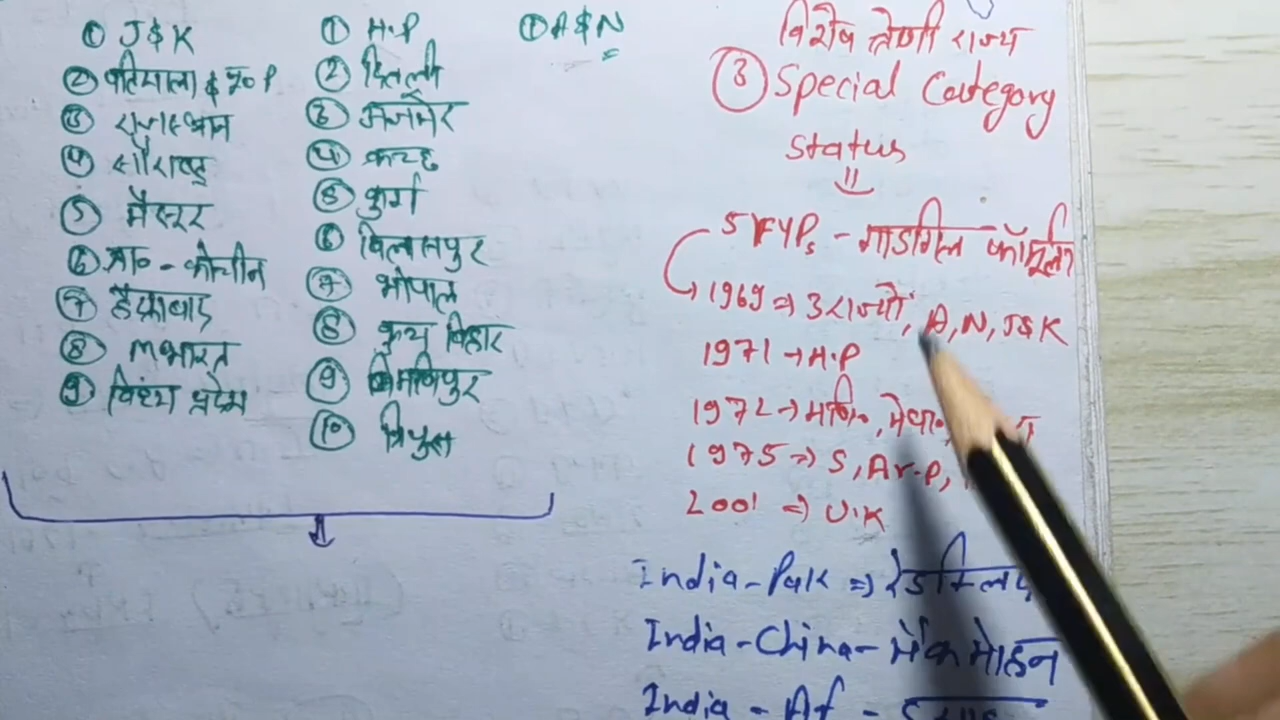 ① J&K
② पटियाला & पू० P
③ राजस्थान
④ सौराष्ट्र
⑤ मैसूर
⑥ त्रा० - कोचीन
⑦ हैदराबाद
⑧ मभारत
⑨ विंध्य प्रदेश
① H.P
② दिल्ली
③ अजमेर
④ कच्छ
⑤ कुर्ग
⑥ विलासपुर
⑦ भोपाल
⑧ कुच बिहार
⑨ मणिपुर
⑩ त्रिपुरा
① A&N
विशेष श्रेणी राज्य
③ Special Category
Status
5 FYPs - गाडगिल फॉर्मूला
1969 => 3 राज्यों, A, N, J&K
1971 → H.P
1972 → मणि०, मेघा०,
1975 => S, Ar.P,
2001 => U.K
India - Pak =>
India - China - मैकमोहन
India - Af -